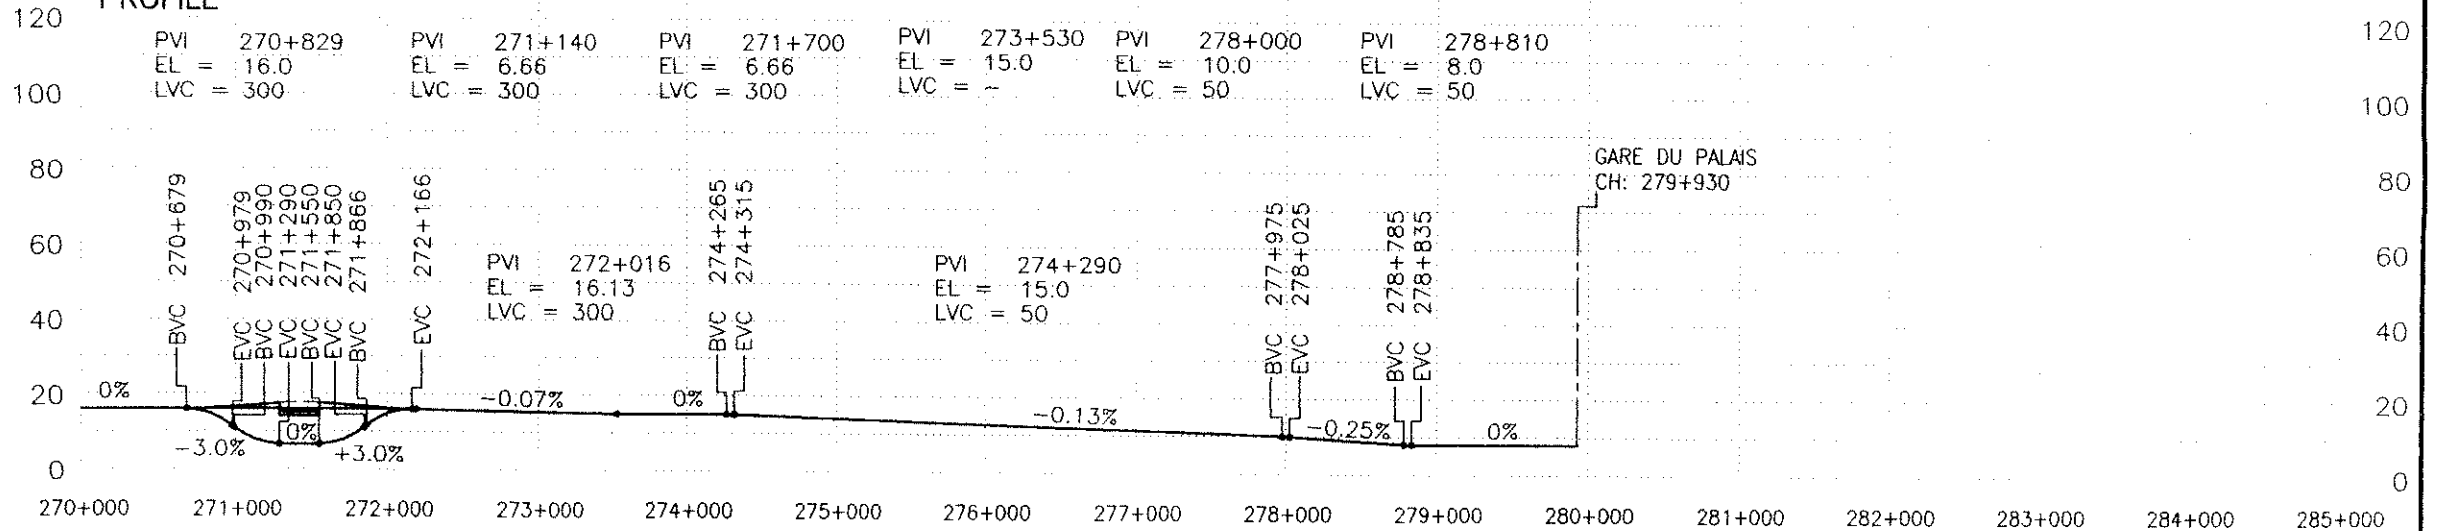 PROFILE
120
100
80
60
40
20
0
PVI 270+829
EL = 16.0
LVC = 300
PVI 271+140
EL = 6.66
LVC = 300
PVI 271+700
EL = 6.66
LVC = 300
PVI 273+530
EL = 15.0
LVC = -
PVI 278+000
EL = 10.0
LVC = 50
PVI 278+810
EL = 8.0
LVC = 50
120
100
80
60
40
20
0
GARE DU PALAIS
CH: 279+930
BVC 270+679
EVC 270+979
BVC 270+990
EVC 271+290
BVC 271+550
EVC 271+850
BVC 271+866
EVC 272+166
PVI 272+016
EL = 16.13
LVC = 300
BVC 274+265
EVC 274+315
PVI 274+290
EL = 15.0
LVC = 50
BVC 277+975
EVC 278+025
BVC 278+785
EVC 278+835
0%
-3.0%
0%
+3.0%
-0.07%
0%
-0.13%
-0.25%
0%
270+000 271+000 272+000 273+000 274+000 275+000 276+000 277+000 278+000 279+000 280+000 281+000 282+000 283+000 284+000 285+000